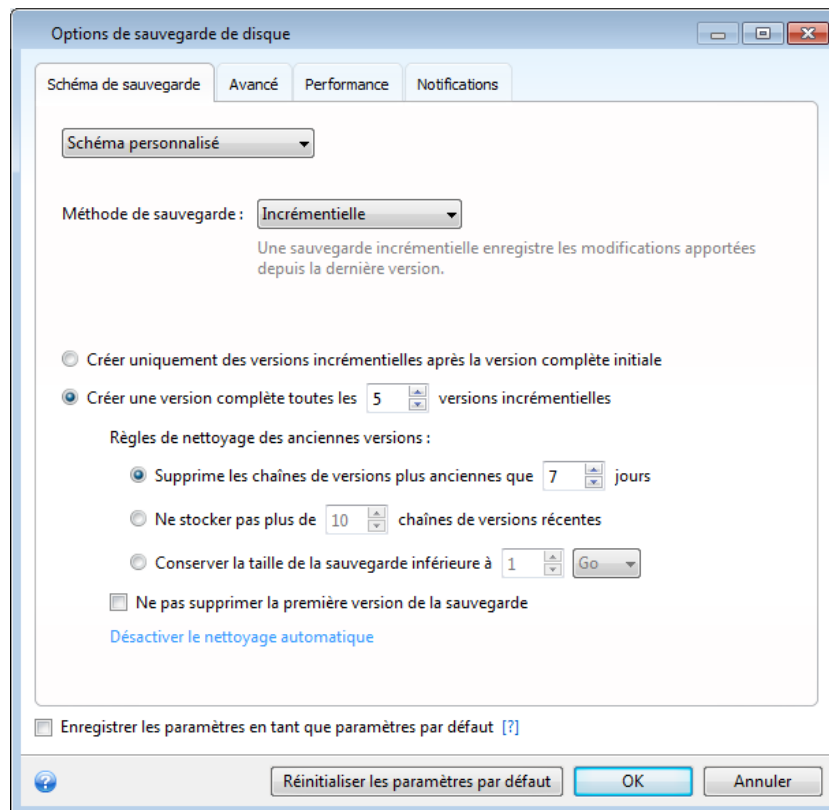 Options de sauvegarde de disque
Schéma de sauvegarde Avancé Performance Notifications
Schéma personnalisé
Méthode de sauvegarde : Incrémentielle
Une sauvegarde incrémentielle enregistre les modifications apportées
depuis la dernière version.
Créer uniquement des versions incrémentielles après la version complète initiale
Créer une version complète toutes les 5 versions incrémentielles
Règles de nettoyage des anciennes versions :
Supprime les chaînes de versions plus anciennes que 7 jours
Ne stocker pas plus de 10 chaînes de versions récentes
Conserver la taille de la sauvegarde inférieure à 1 Go
Ne pas supprimer la première version de la sauvegarde
Désactiver le nettoyage automatique
Enregistrer les paramètres en tant que paramètres par défaut [?]
? Réinitialiser les paramètres par défaut OK Annuler